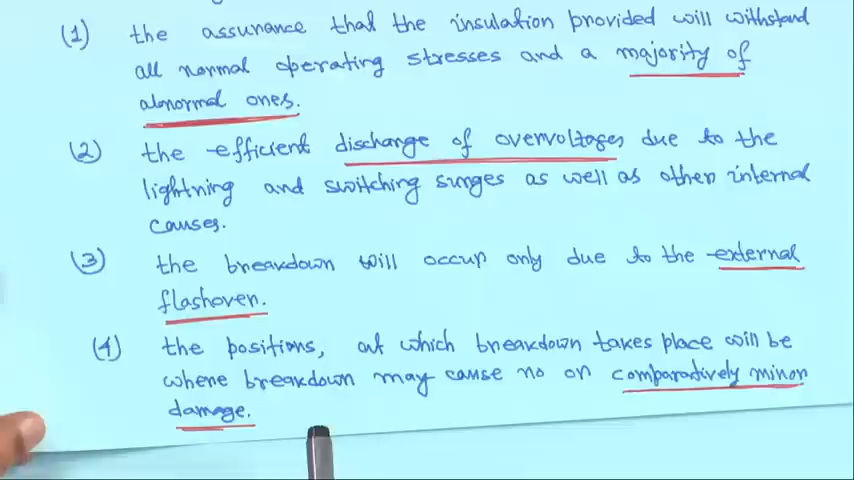 (1) the assurance that the insulation provided will withstand
all normal operating stresses and a majority of
abnormal ones.
(2) the efficient discharge of overvoltages due to the
lightning and switching surges as well as other internal
causes.
(3) the breakdown will occur only due to the external
flashover.
(4) the positions, at which breakdown takes place will be
where breakdown may cause no or comparatively minor
damage.